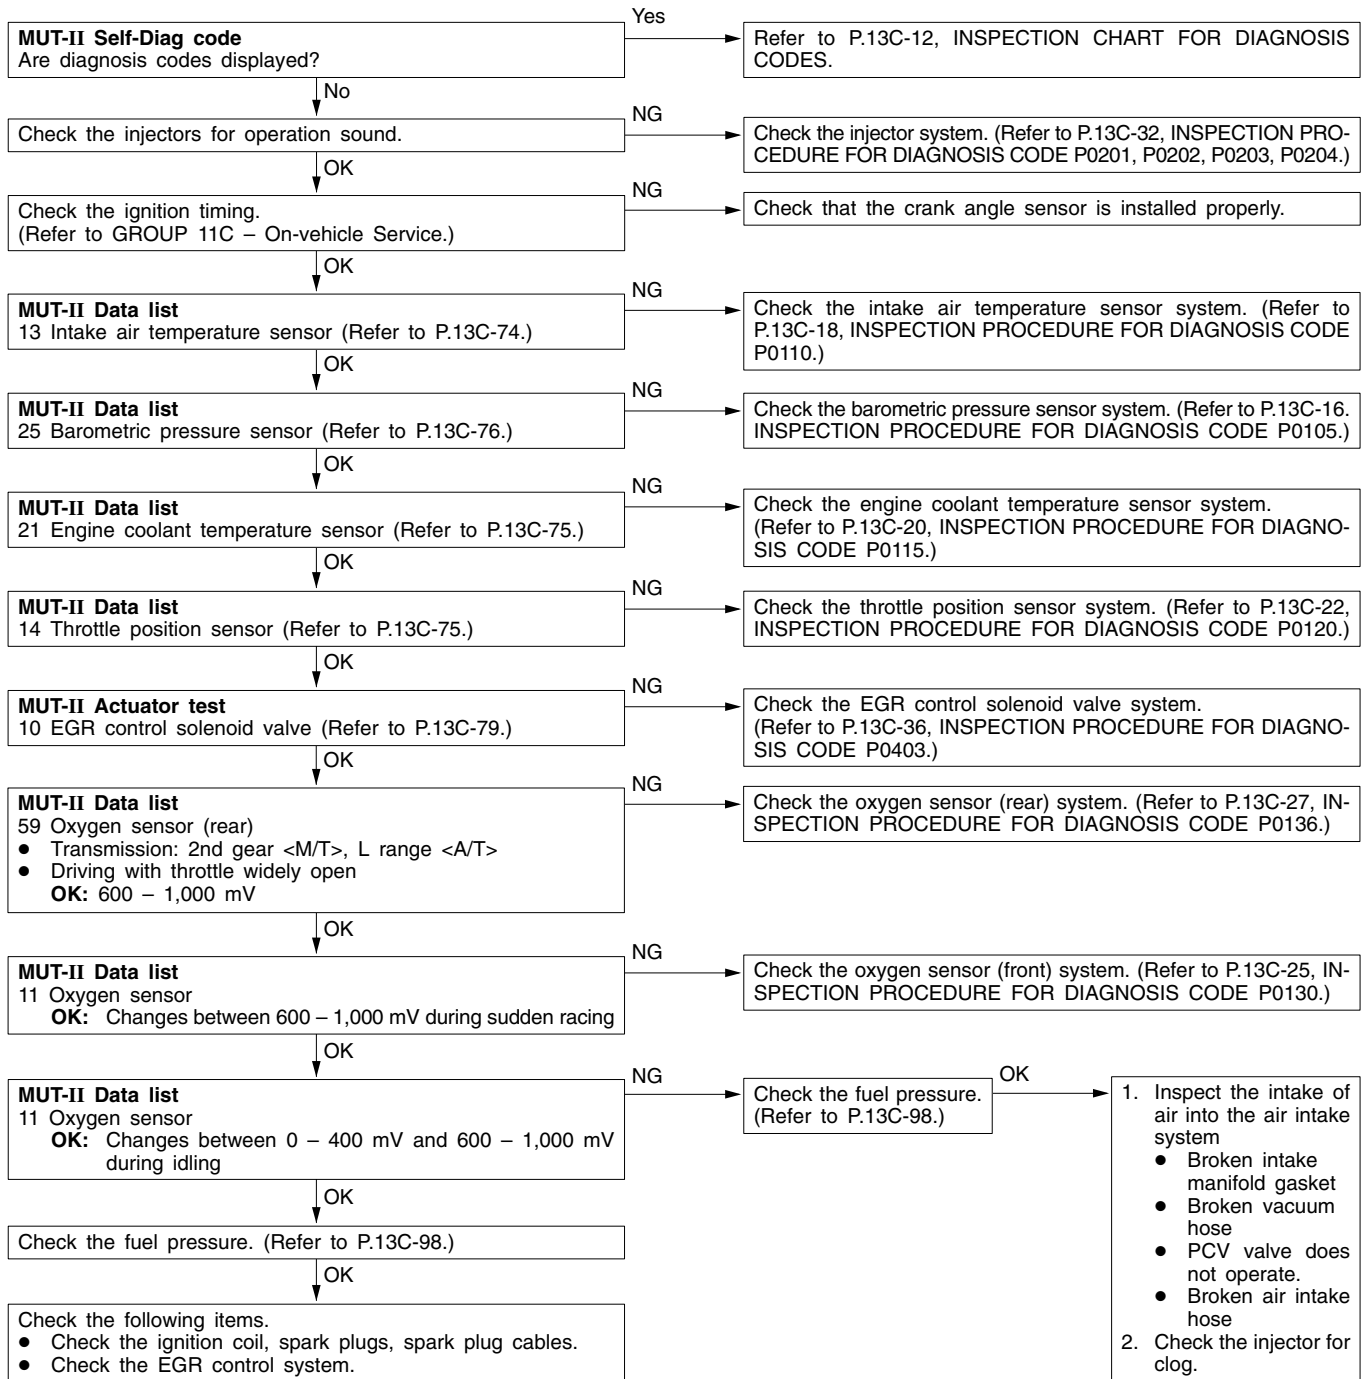 Yes
MUT-II Self-Diag code
Are diagnosis codes displayed?
Refer to P.13C-12, INSPECTION CHART FOR DIAGNOSIS
CODES.
No
NG
Check the injectors for operation sound.
Check the injector system. (Refer to P.13C-32, INSPECTION PRO-
CEDURE FOR DIAGNOSIS CODE P0201, P0202, P0203, P0204.)
OK
NG
Check the ignition timing.
(Refer to GROUP 11C – On-vehicle Service.)
Check that the crank angle sensor is installed properly.
OK
NG
MUT-II Data list
13 Intake air temperature sensor (Refer to P.13C-74.)
Check the intake air temperature sensor system. (Refer to
P.13C-18, INSPECTION PROCEDURE FOR DIAGNOSIS CODE
P0110.)
OK
NG
MUT-II Data list
25 Barometric pressure sensor (Refer to P.13C-76.)
Check the barometric pressure sensor system. (Refer to P.13C-16.
INSPECTION PROCEDURE FOR DIAGNOSIS CODE P0105.)
OK
NG
MUT-II Data list
21 Engine coolant temperature sensor (Refer to P.13C-75.)
Check the engine coolant temperature sensor system.
(Refer to P.13C-20, INSPECTION PROCEDURE FOR DIAGNO-
SIS CODE P0115.)
OK
NG
MUT-II Data list
14 Throttle position sensor (Refer to P.13C-75.)
Check the throttle position sensor system. (Refer to P.13C-22,
INSPECTION PROCEDURE FOR DIAGNOSIS CODE P0120.)
OK
NG
MUT-II Actuator test
10 EGR control solenoid valve (Refer to P.13C-79.)
Check the EGR control solenoid valve system.
(Refer to P.13C-36, INSPECTION PROCEDURE FOR DIAGNO-
SIS CODE P0403.)
OK
NG
MUT-II Data list
59 Oxygen sensor (rear)
● Transmission: 2nd gear <M/T>, L range <A/T>
● Driving with throttle widely open
OK: 600 – 1,000 mV
Check the oxygen sensor (rear) system. (Refer to P.13C-27, IN-
SPECTION PROCEDURE FOR DIAGNOSIS CODE P0136.)
OK
NG
MUT-II Data list
11 Oxygen sensor
OK: Changes between 600 – 1,000 mV during sudden racing
Check the oxygen sensor (front) system. (Refer to P.13C-25, IN-
SPECTION PROCEDURE FOR DIAGNOSIS CODE P0130.)
OK
NG
MUT-II Data list
11 Oxygen sensor
OK: Changes between 0 – 400 mV and 600 – 1,000 mV
during idling
Check the fuel pressure.
(Refer to P.13C-98.)
OK
1. Inspect the intake of
air into the air intake
system
● Broken intake
manifold gasket
● Broken vacuum
hose
● PCV valve does
not operate.
● Broken air intake
hose
2. Check the injector for
clog.
OK
Check the fuel pressure. (Refer to P.13C-98.)
OK
Check the following items.
● Check the ignition coil, spark plugs, spark plug cables.
● Check the EGR control system.